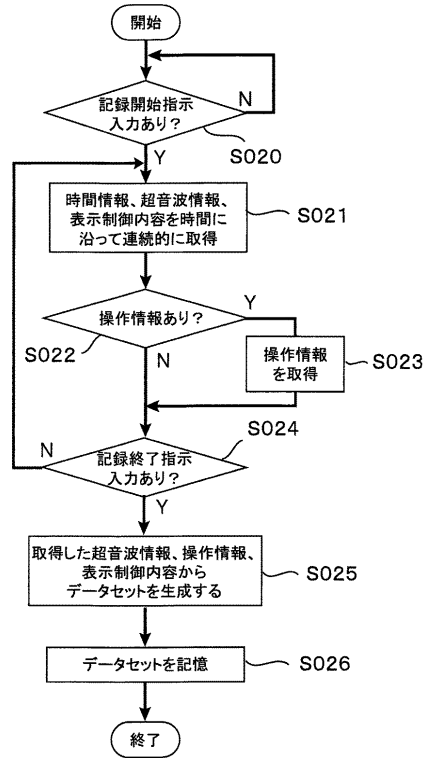 開始
記録開始指示
入力あり?
N
Y
S020
時間情報、超音波情報、
表示制御内容を時間に
沿って連続的に取得
S021
操作情報あり?
Y
S022
N
操作情報
を取得
S023
S024
N
記録終了指示
入力あり?
Y
取得した超音波情報、操作情報、
表示制御内容から
データセットを生成する
S025
データセットを記憶
S026
終了